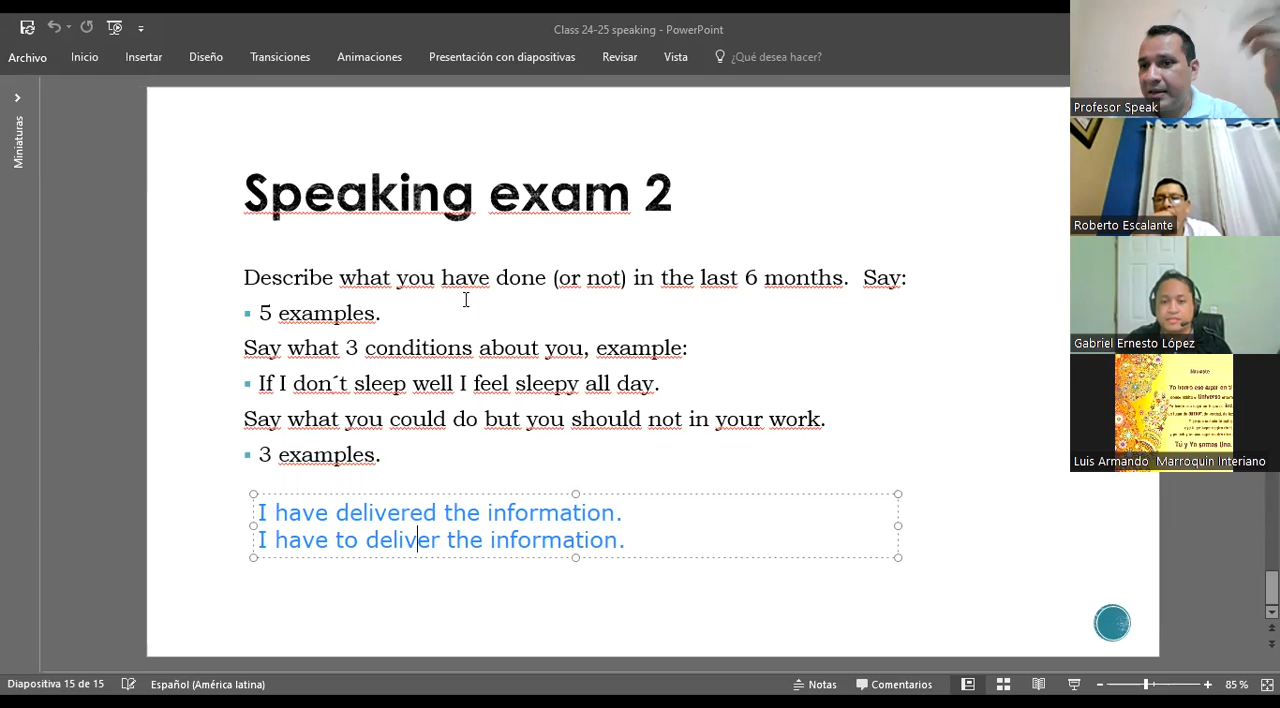 Class 24-25 speaking - PowerPoint
Archivo Inicio Insertar Diseño Transiciones Animaciones Presentación con diapositivas Revisar Vista ¿Qué desea hacer?
Miniaturas
Speaking exam 2
Describe what you have done (or not) in the last 6 months. Say:
▪ 5 examples.
Say what 3 conditions about you, example:
▪ If I don´t sleep well I feel sleepy all day.
Say what you could do but you should not in your work.
▪ 3 examples.
I have delivered the information.
I have to deliver the information.
Profesor Speak
Roberto Escalante
Gabriel Ernesto López
Tú y Yo somos Uno.
Luis Armando Marroquin Interiano
Diapositiva 15 de 15 Español (América latina) Notas Comentarios 85 %